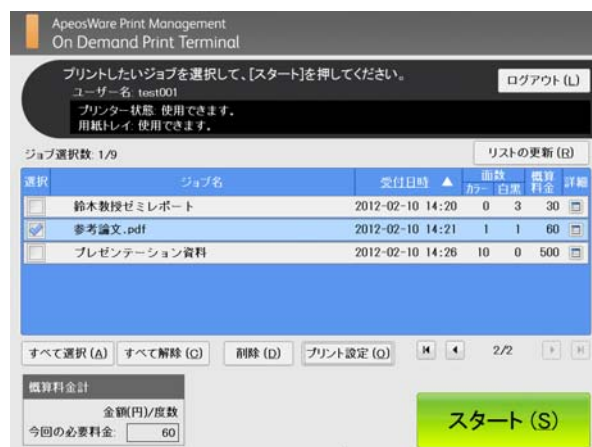 ApeosWare Print Management
On Demand Print Terminal
プリントしたいジョブを選択して、[スタート]を押してください。
ログアウト(L)
ユーザー名: test001
プリンター状態: 使用できます。
用紙トレイ: 使用できます。
ジョブ選択数: 1/9
リストの更新(R)
選択 ジョブ名 受付日時 ▲ 面数 カラー 白黒 概算料金 詳細
鈴木教授ゼミレポート 2012-02-10 14:20 0 3 30
参考論文.pdf 2012-02-10 14:21 1 1 60
プレゼンテーション資料 2012-02-10 14:26 10 0 500
すべて選択(A) すべて解除(C) 削除(D) プリント設定(O) 2/2
概算料金計
金額(円)/度数
今回の必要料金: 60
スタート(S)